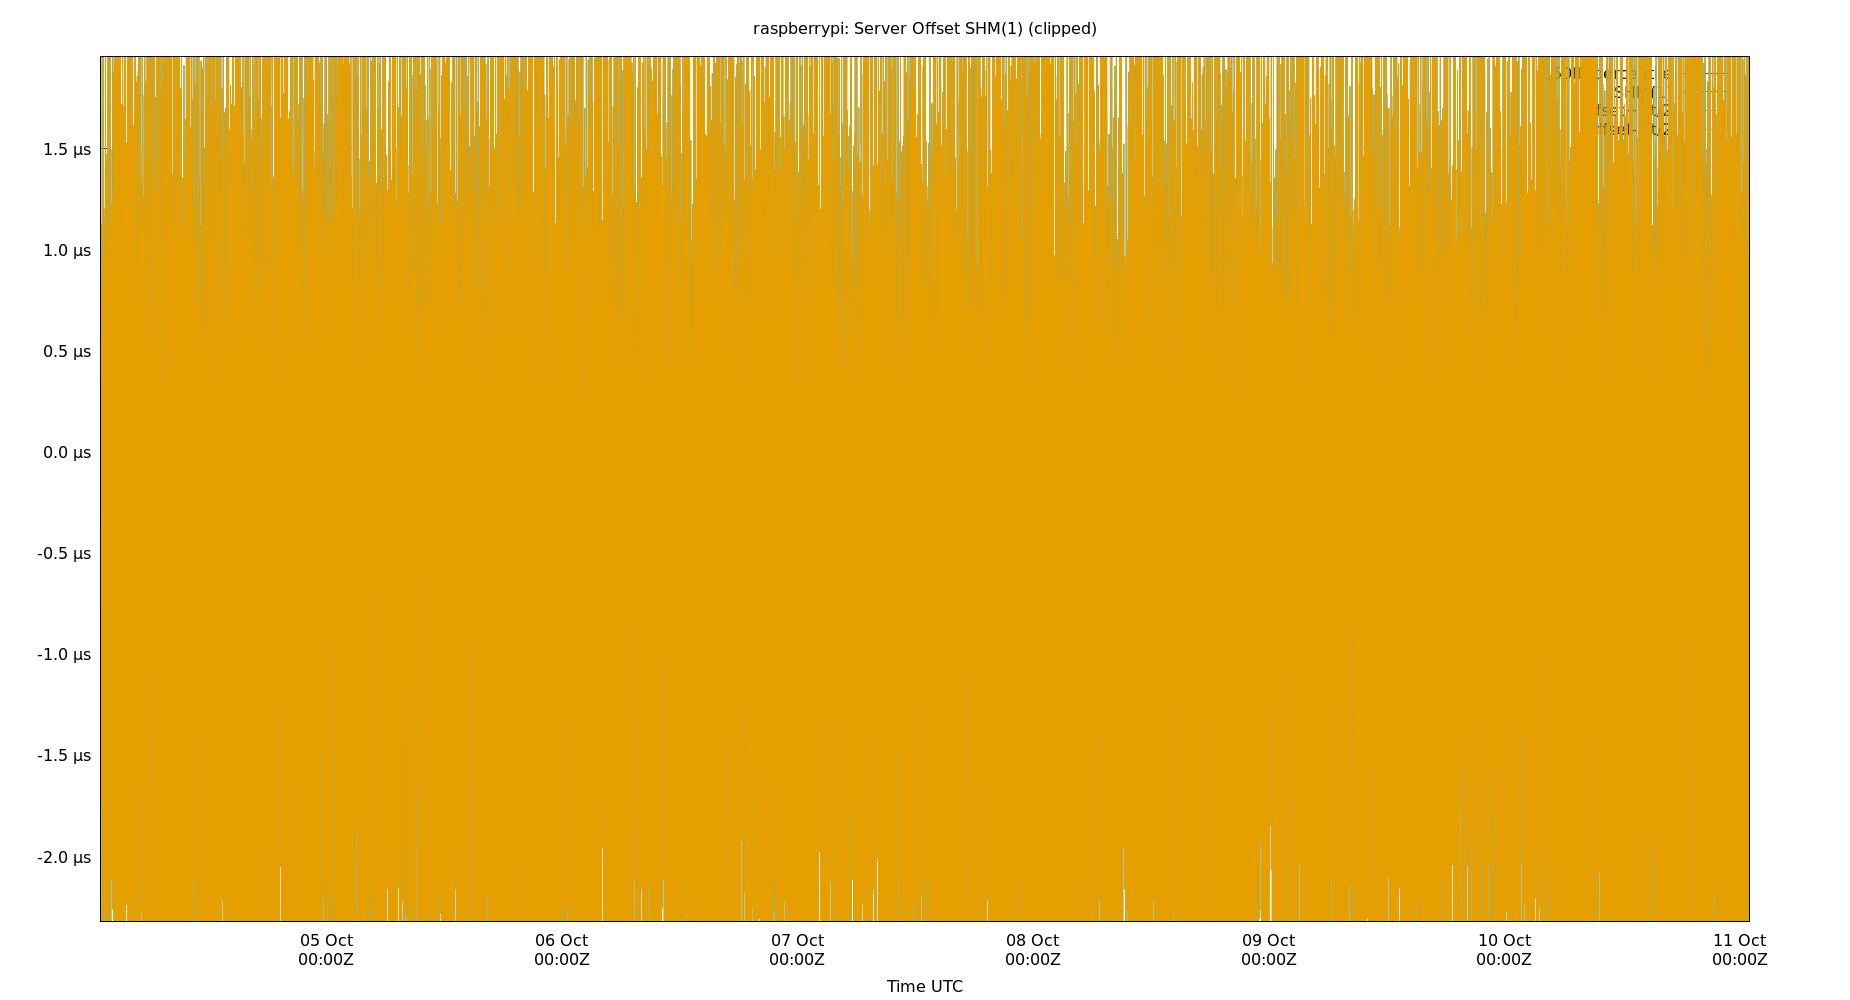 raspberrypi: Server Offset SHM(1) (clipped)
1.5 µs
1.0 µs
0.5 µs
0.0 µs
-0.5 µs
-1.0 µs
-1.5 µs
-2.0 µs
05 Oct
00:00Z
06 Oct
00:00Z
07 Oct
00:00Z
08 Oct
00:00Z
09 Oct
00:00Z
10 Oct
00:00Z
11 Oct
00:00Z
Time UTC